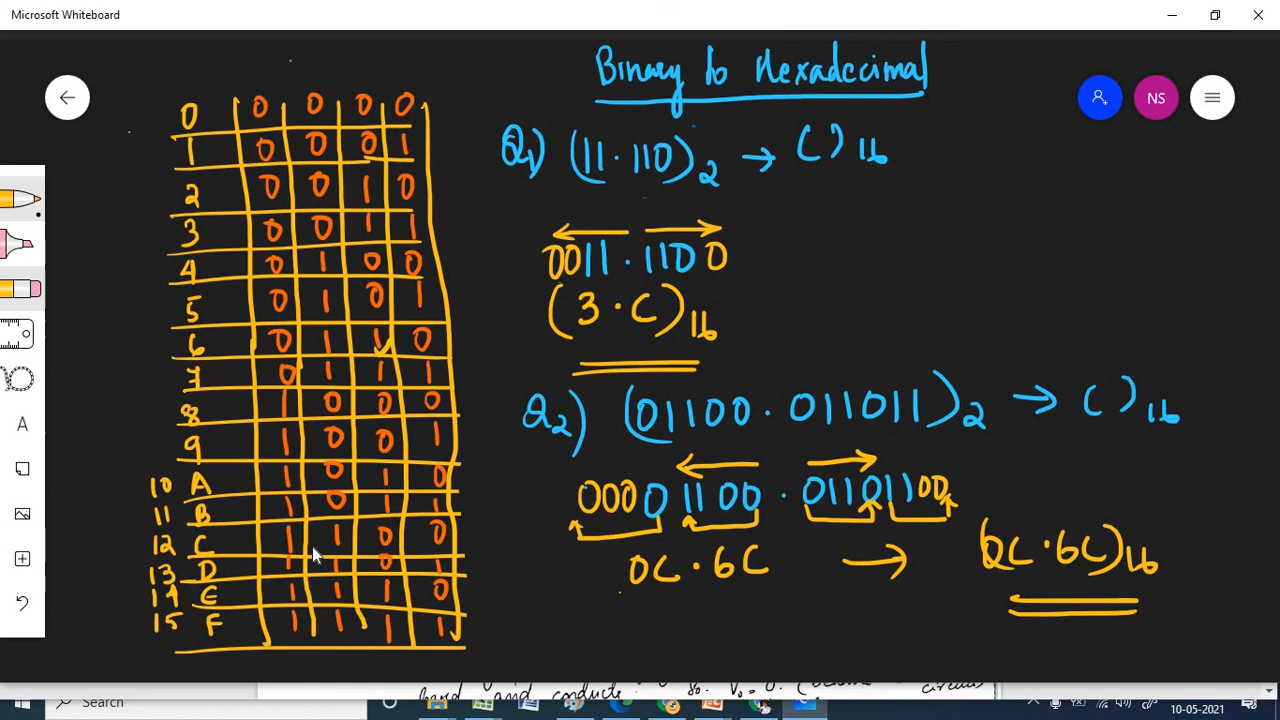 Microsoft Whiteboard
Binary to Hexadecimal
NS
0 0 0 0 0
1 0 0 0 1
2 0 0 1 0
3 0 0 1 1
4 0 1 0 0
5 0 1 0 1
6 0 1 1 0
7 0 1 1 1
8 1 0 0 0
9 1 0 0 1
10 A 1 0 1 0
11 B 1 0 1 1
12 C 1 1 0 0
13 D 1 1 0 1
14 E 1 1 1 0
15 F 1 1 1 1
Q1) (11.110)2 → ( )16
0011.1100
(3.C)16
Q2) (01100.011011)2 → ( )16
00001100.01101100
0C.6C → (0C.6C)16
hard and conducts
Search
10-05-2021